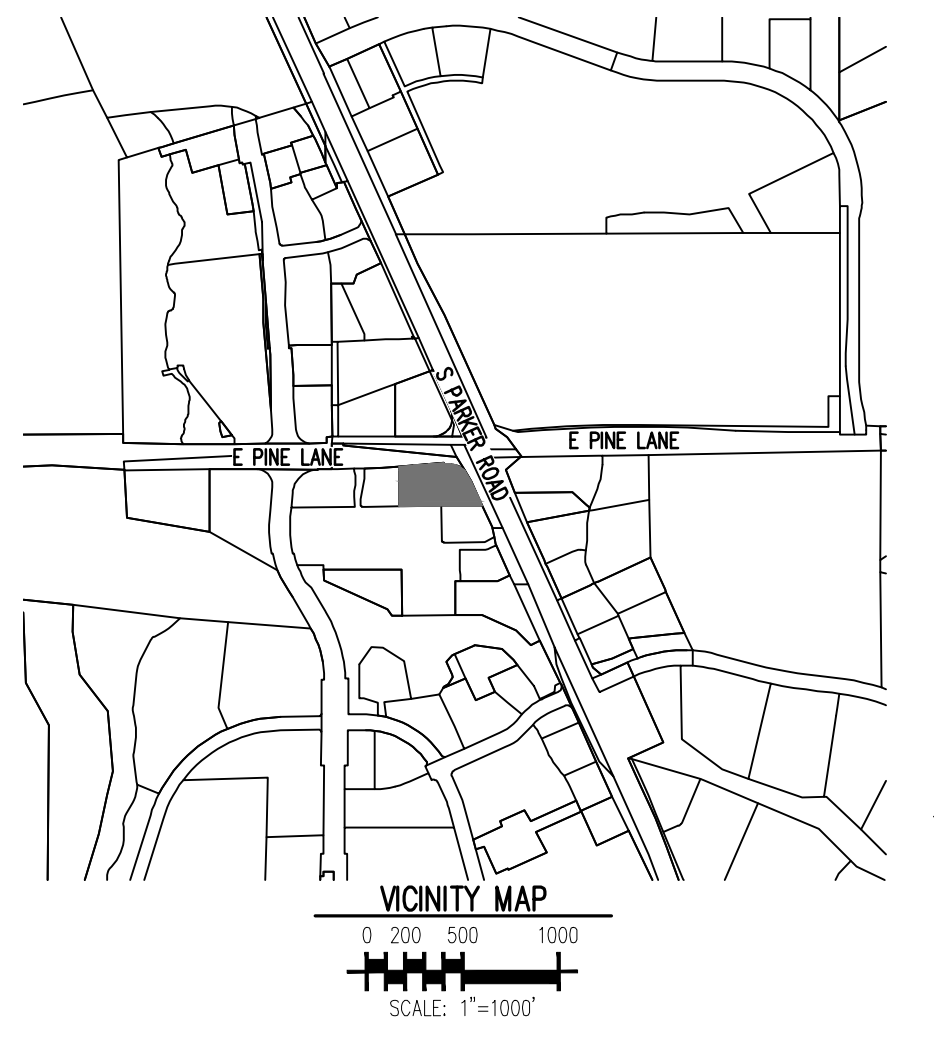 S PARKER ROAD
E PINE LANE
E PINE LANE
VICINITY MAP
0 200 500 1000
SCALE: 1"=1000'